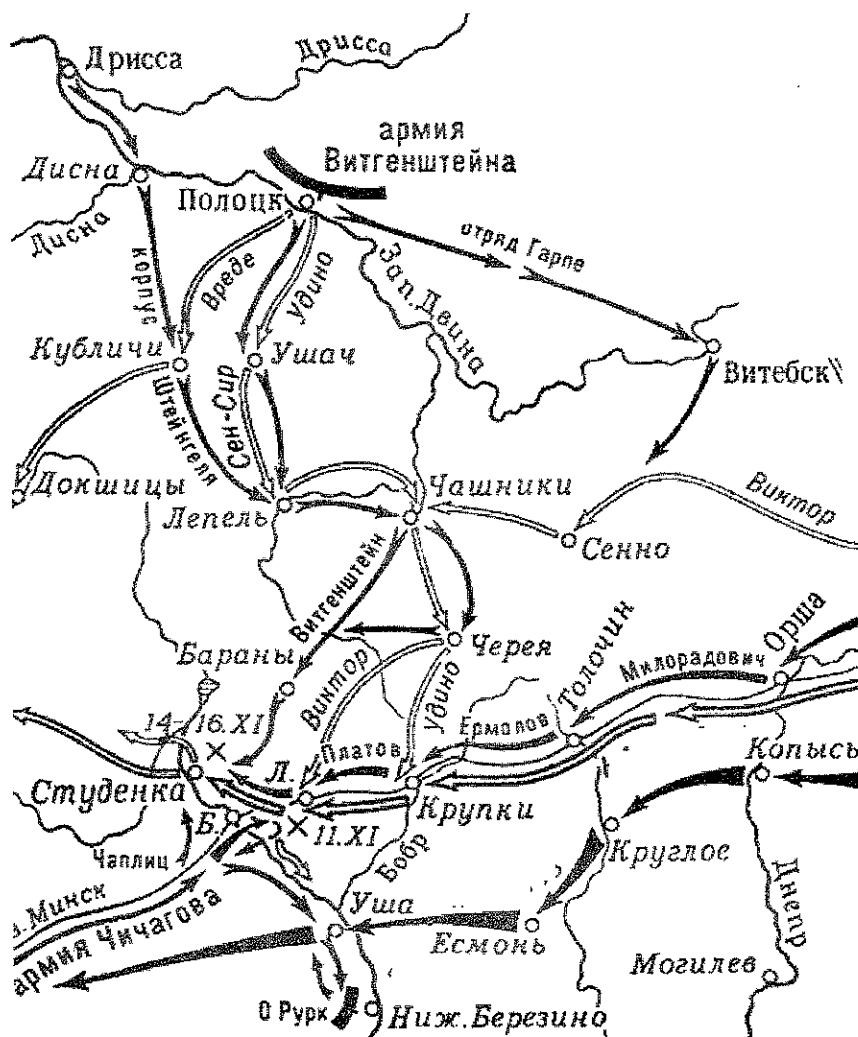 Дрисса
Дрисса
армия
Витгенштейна
Дисна
Полоцк
Дисна
корпус
Вреде
Удино
отряд Гарпе
Зап. Двина
Кубличи
Ушач
Витебск
Штейнгеля
Сен-Сир
Докшицы
Лепель
Чашники
Виктор
Сенно
Витгенштейн
Бараны
Черея
Виктор
Удино
Толочин
Милорадович
Орша
14-16.XI
Ермолов
Платов
Л.
Студенка
Крупки
Копысь
Б.
11.XI
Бобр
Круглое
Чаплиц
Днепр
Минск
армия Чичагова
Уша
Есмонь
Могилев
О Рурк
Ниж. Березино